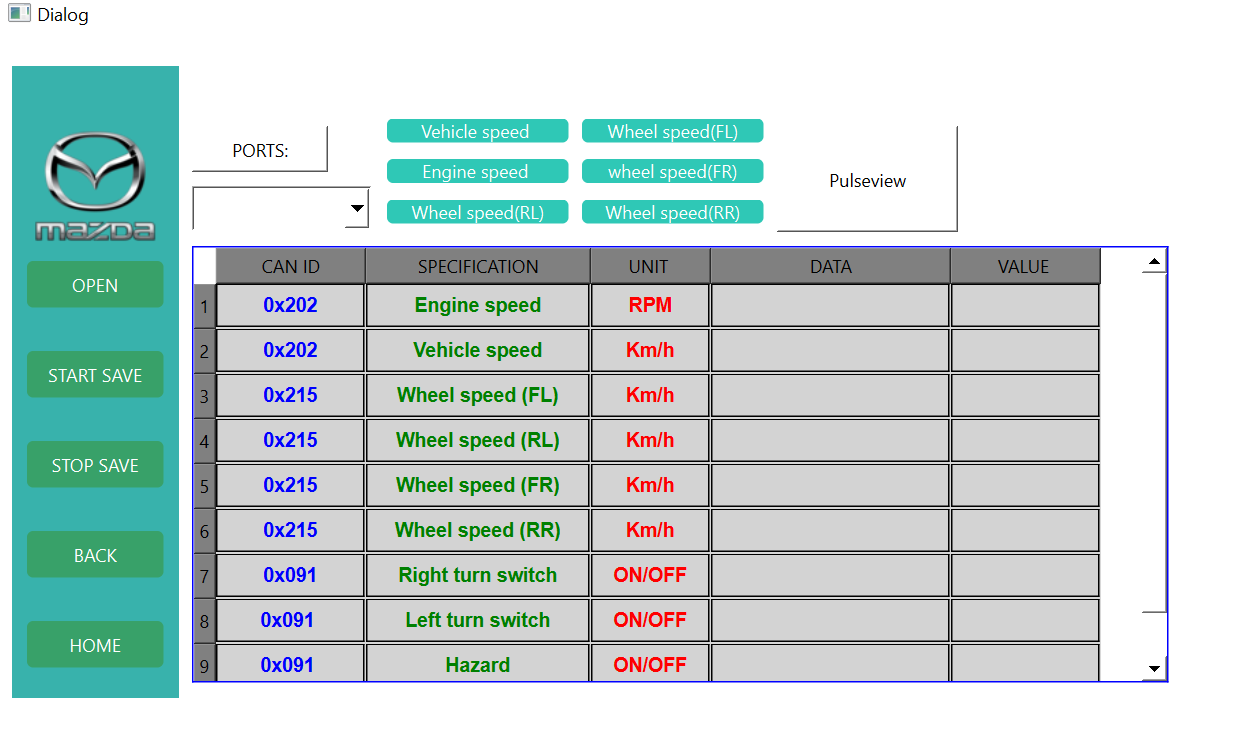 Dialog
mazda
OPEN
START SAVE
STOP SAVE
BACK
HOME
PORTS:
Vehicle speed Wheel speed(FL)
Engine speed wheel speed(FR)
Wheel speed(RL) Wheel speed(RR)
Pulseview
CAN ID SPECIFICATION UNIT DATA VALUE
1 0x202 Engine speed RPM
2 0x202 Vehicle speed Km/h
3 0x215 Wheel speed (FL) Km/h
4 0x215 Wheel speed (RL) Km/h
5 0x215 Wheel speed (FR) Km/h
6 0x215 Wheel speed (RR) Km/h
7 0x091 Right turn switch ON/OFF
8 0x091 Left turn switch ON/OFF
9 0x091 Hazard ON/OFF